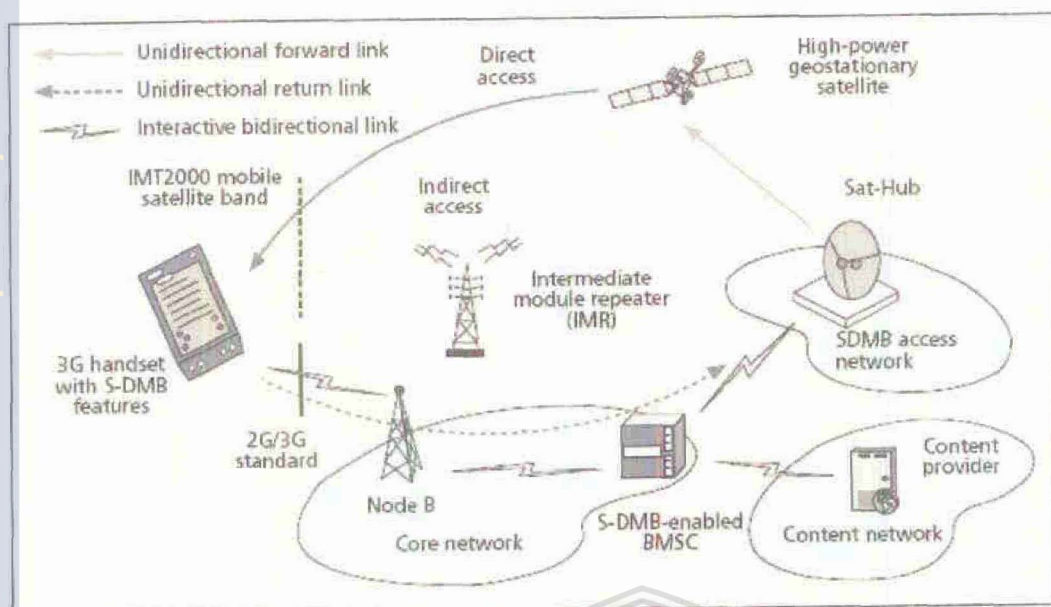 Unidirectional forward link
Unidirectional return link
Interactive bidirectional link
Direct
access
High-power
geostationary
satellite
IMT2000 mobile
satellite band
Indirect
access
Sat-Hub
Intermediate
module repeater
(IMR)
3G handset
with S-DMB
features
SDMB access
network
2G/3G
standard
Node B
Core network
S-DMB-enabled
BMSC
Content
provider
Content network